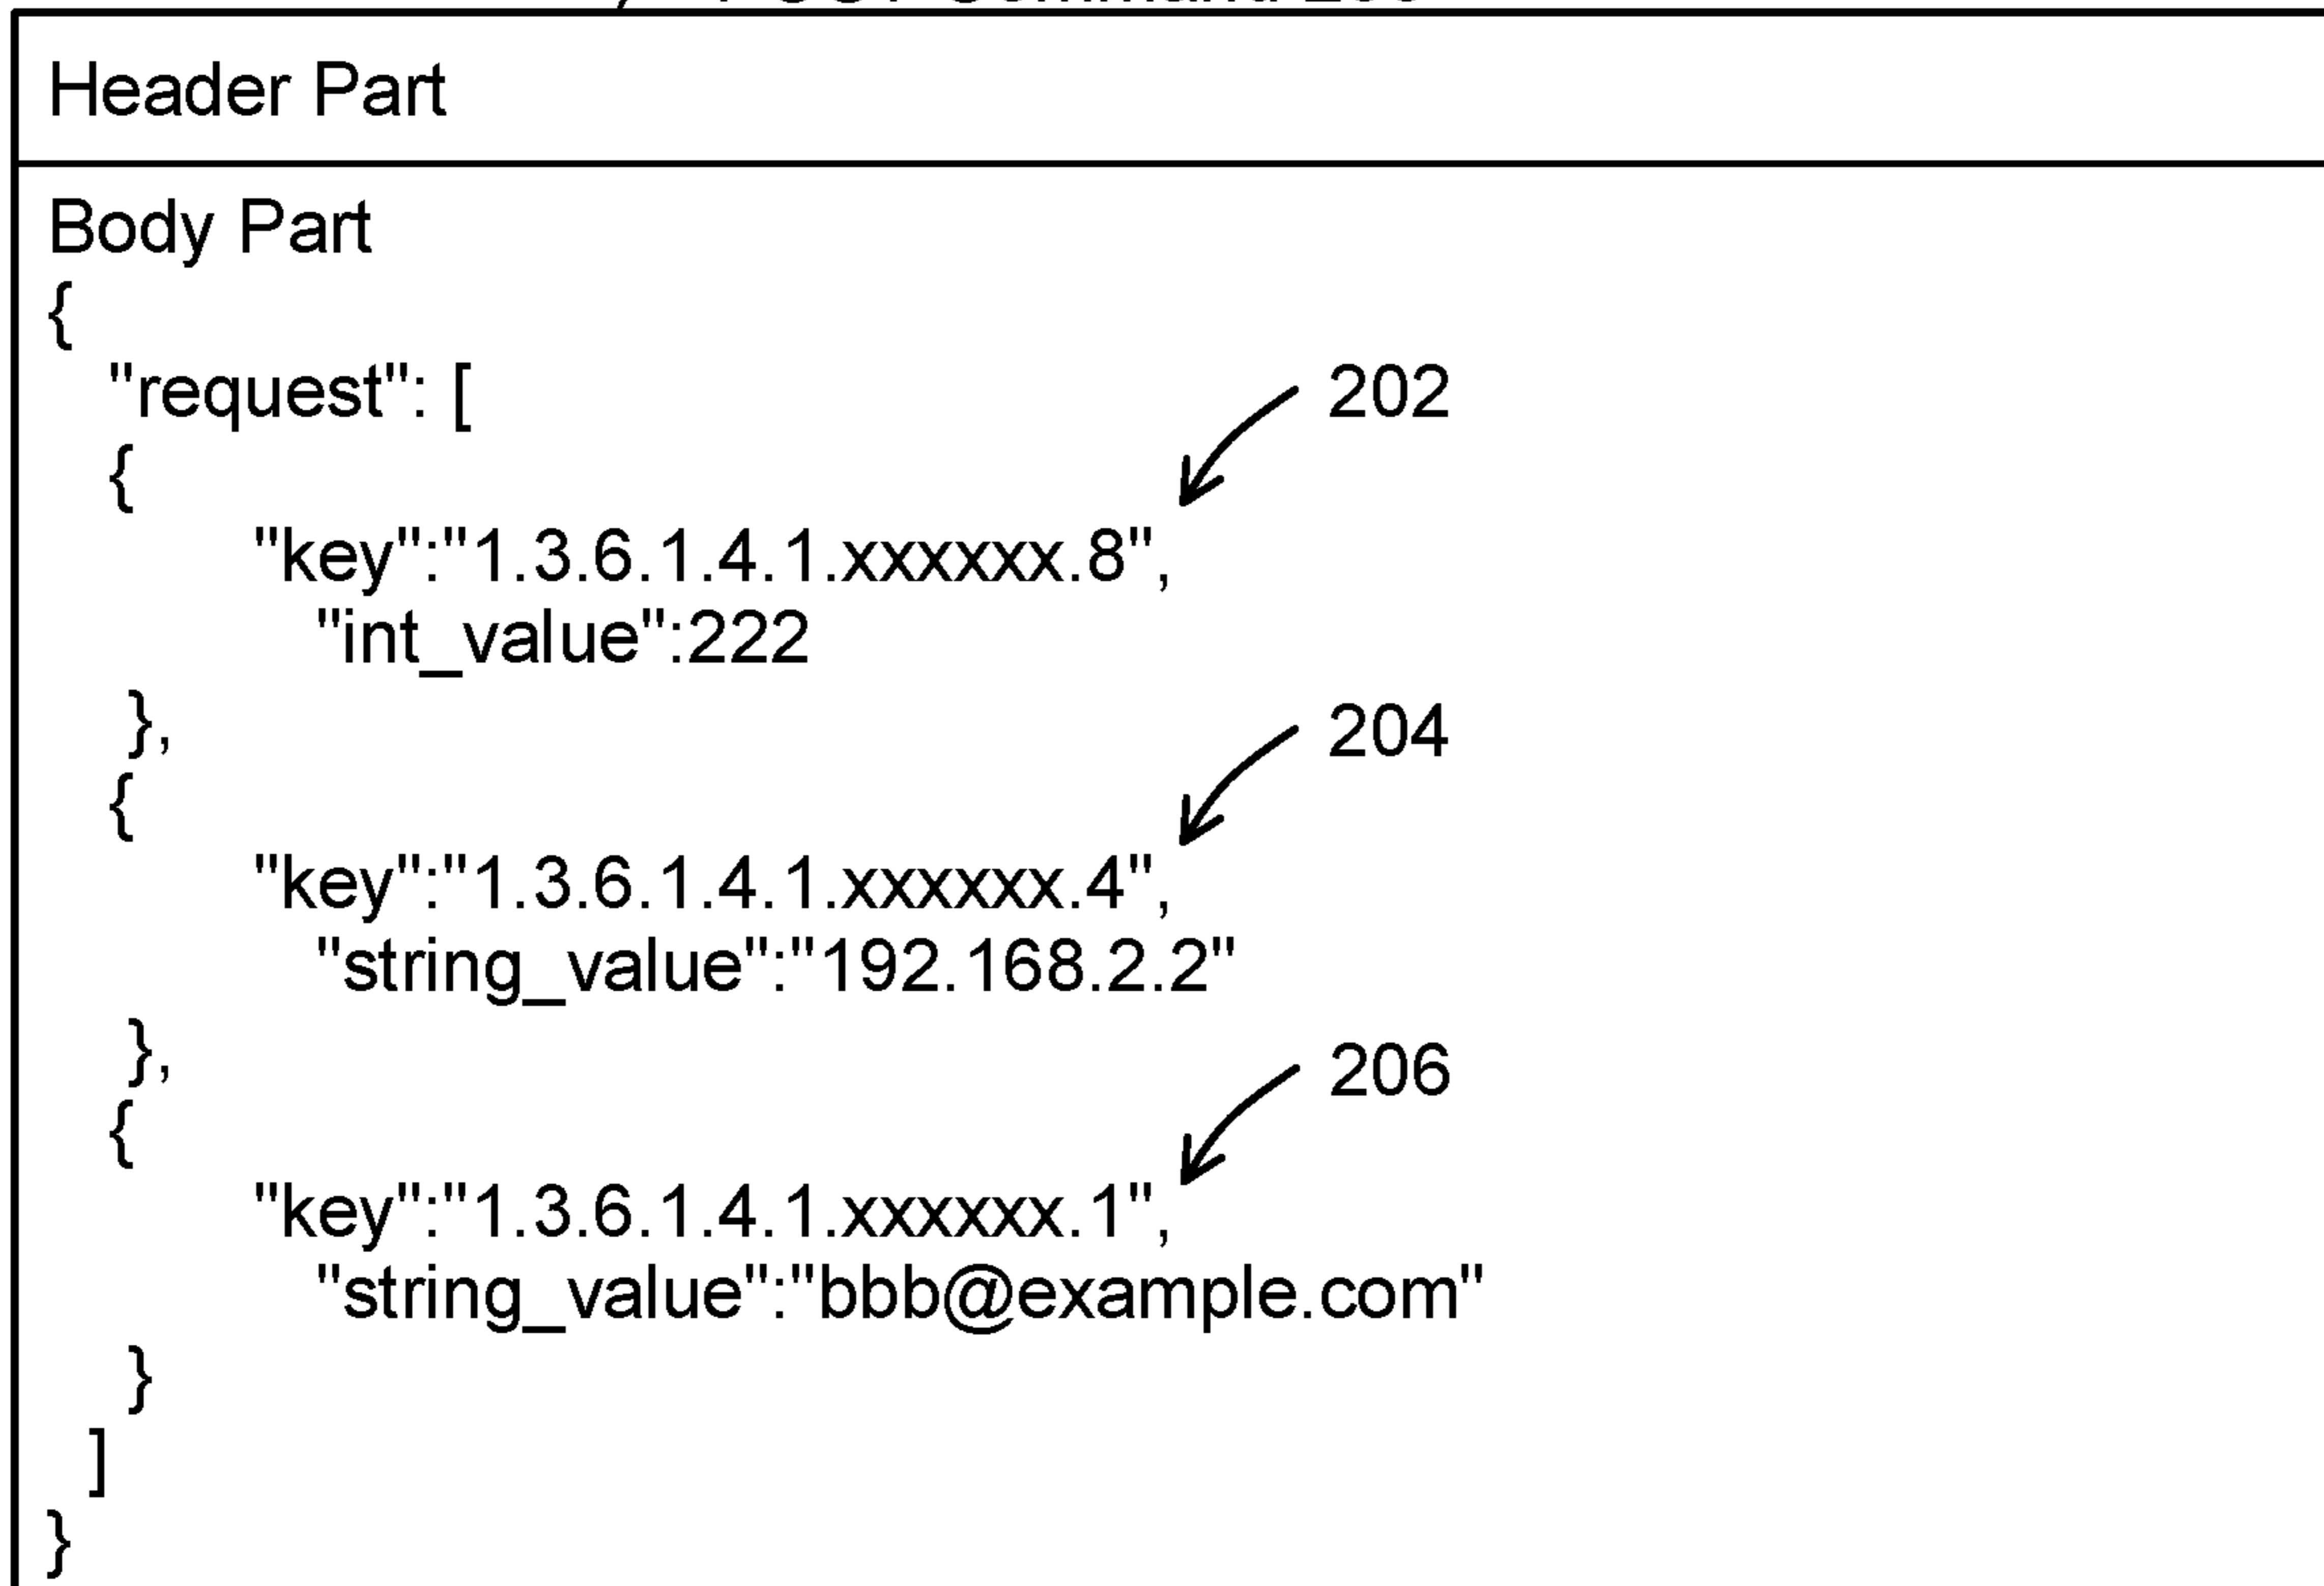 Header Part
Body Part
{
"request": [
202
{
"key":"1.3.6.1.4.1.xxxxxx.8",
"int_value":222
},
204
{
"key":"1.3.6.1.4.1.xxxxxx.4",
"string_value":"192.168.2.2"
},
206
{
"key":"1.3.6.1.4.1.xxxxxx.1",
"string_value":"bbb@example.com"
}
]
}